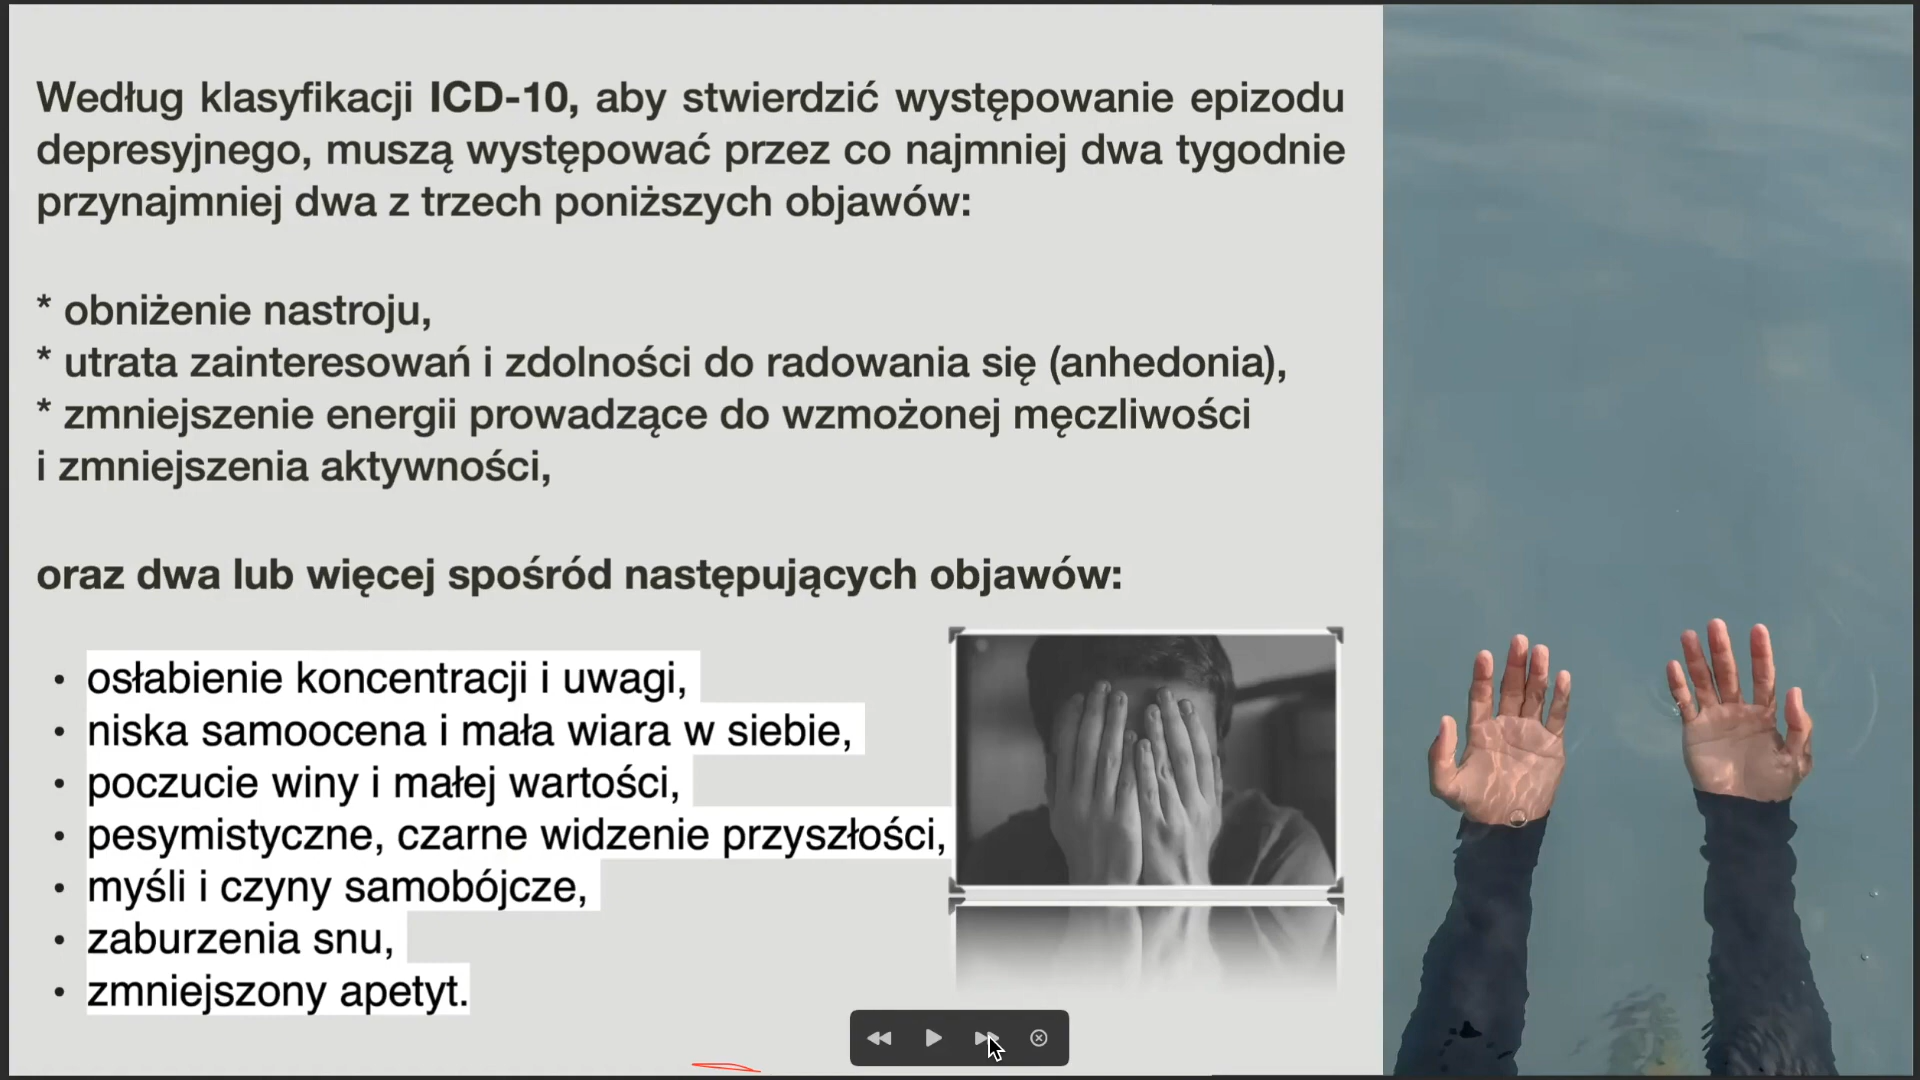 Według klasyfikacji ICD-10, aby stwierdzić występowanie epizodu
depresyjnego, muszą występować przez co najmniej dwa tygodnie
przynajmniej dwa z trzech poniższych objawów:
* obniżenie nastroju,
* utrata zainteresowań i zdolności do radowania się (anhedonia),
* zmniejszenie energii prowadzące do wzmożonej męczliwości
i zmniejszenia aktywności,
oraz dwa lub więcej spośród następujących objawów:
• osłabienie koncentracji i uwagi,
• niska samoocena i mała wiara w siebie,
• poczucie winy i małej wartości,
• pesymistyczne, czarne widzenie przyszłości,
• myśli i czyny samobójcze,
• zaburzenia snu,
• zmniejszony apetyt.